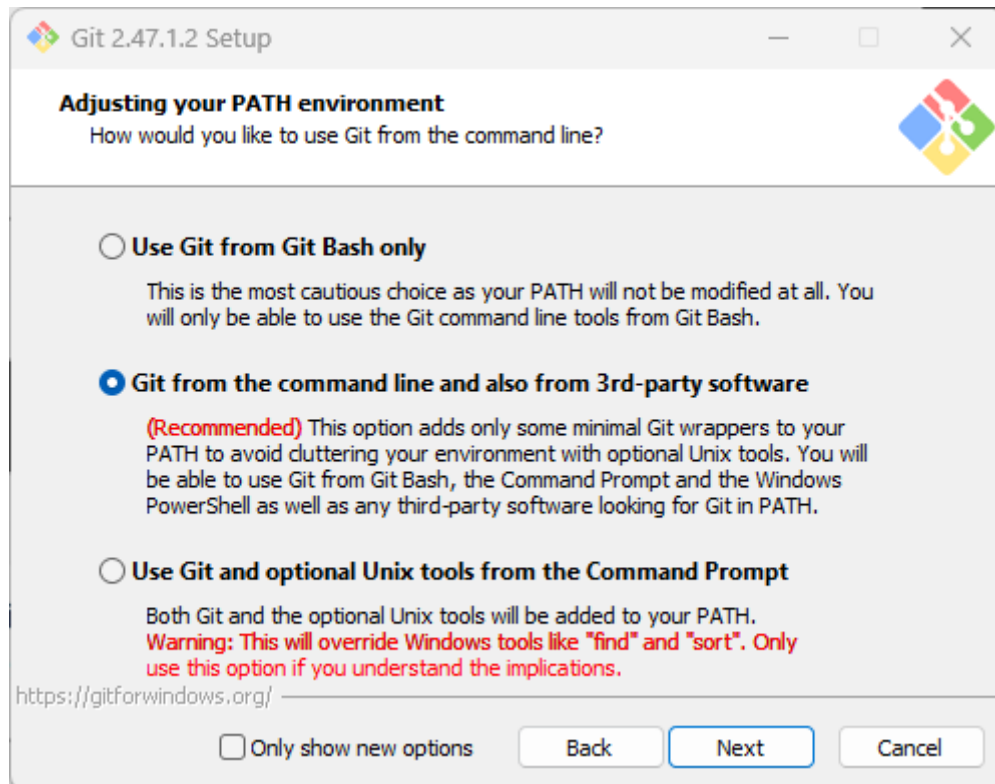 Git 2.47.1.2 Setup
Adjusting your PATH environment
How would you like to use Git from the command line?
Use Git from Git Bash only
This is the most cautious choice as your PATH will not be modified at all. You
will only be able to use the Git command line tools from Git Bash.
Git from the command line and also from 3rd-party software
(Recommended) This option adds only some minimal Git wrappers to your
PATH to avoid cluttering your environment with optional Unix tools. You will
be able to use Git from Git Bash, the Command Prompt and the Windows
PowerShell as well as any third-party software looking for Git in PATH.
Use Git and optional Unix tools from the Command Prompt
Both Git and the optional Unix tools will be added to your PATH.
Warning: This will override Windows tools like "find" and "sort". Only
use this option if you understand the implications.
https://gitforwindows.org/
Only show new options
Back
Next
Cancel